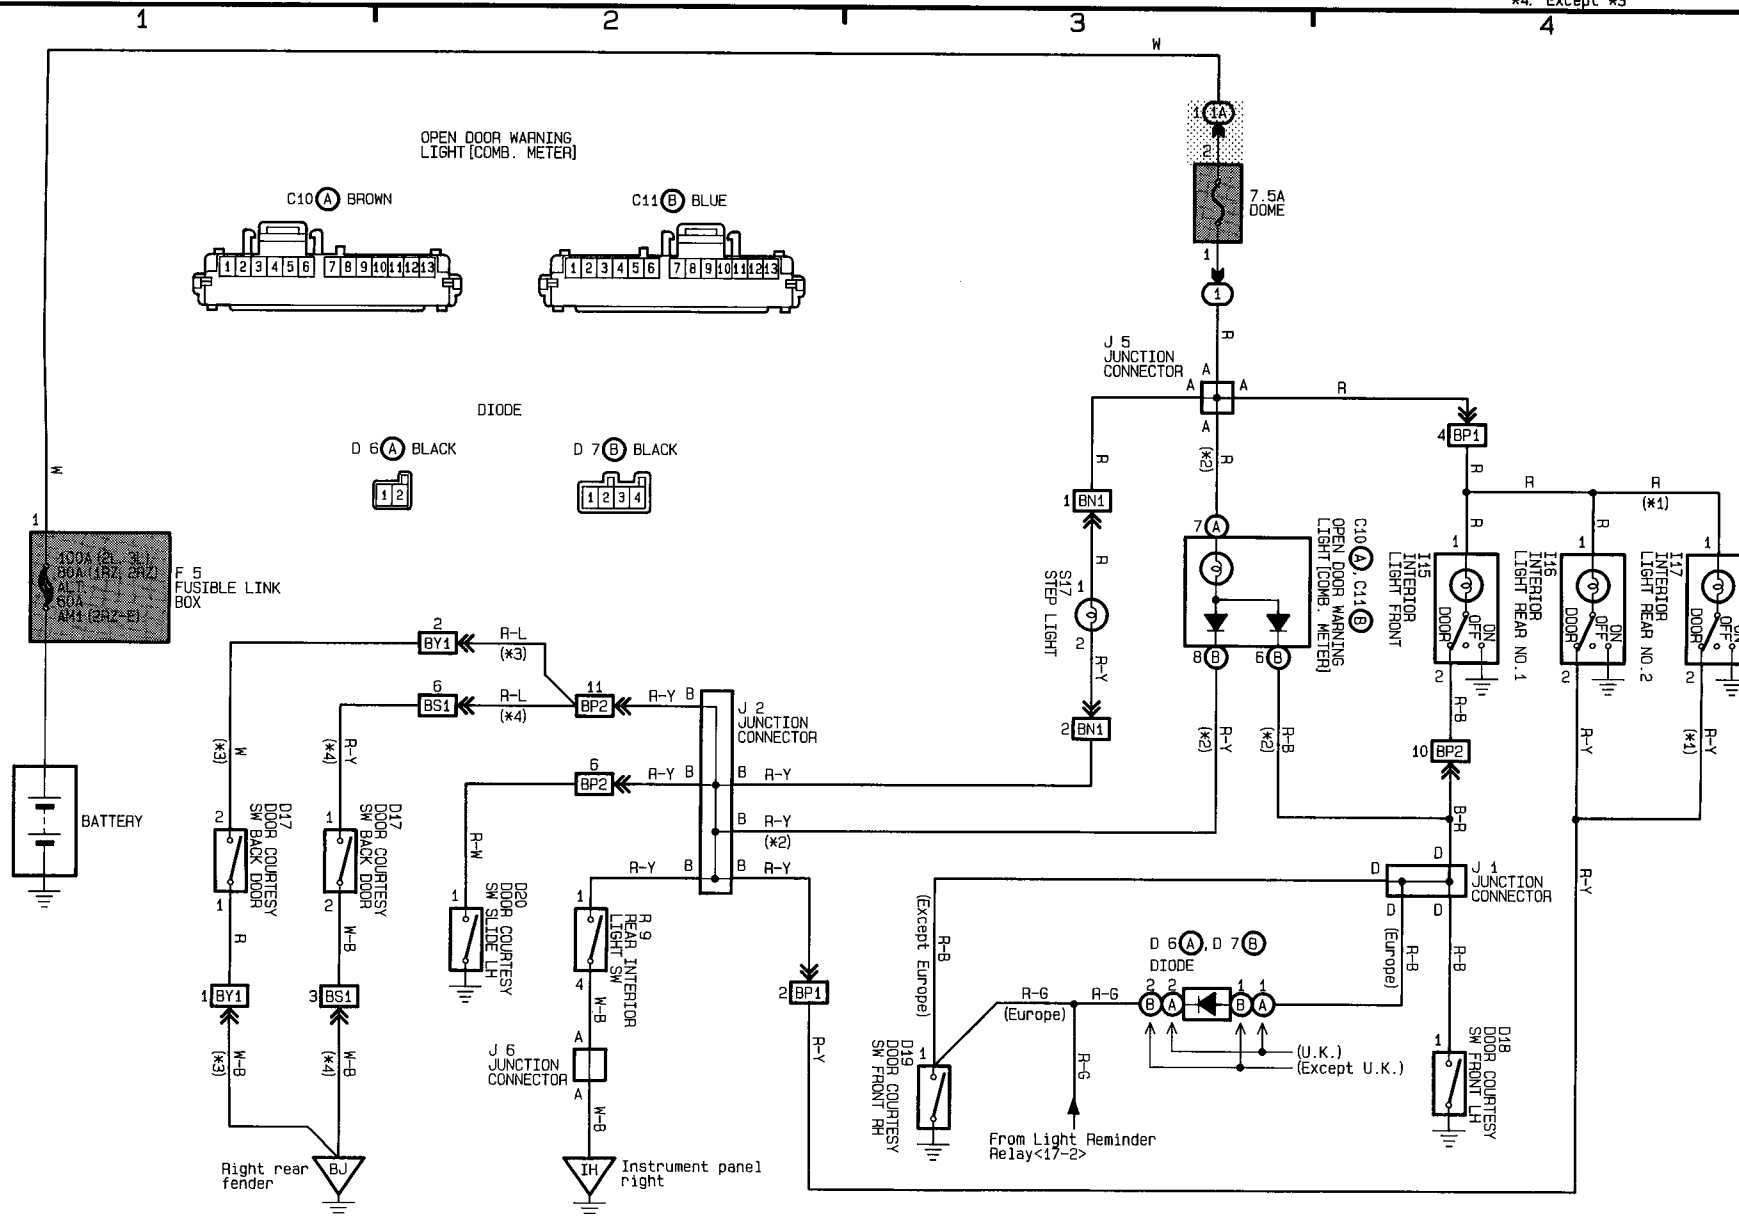 *4: Except *3
1
2
3
4
W
OPEN DOOR WARNING
LIGHT [COMB. METER]
C10 A BROWN
C11 B BLUE
1 2 3 4 5 6 7 8 9 10 11 12 13
1 2 3 4 5 6 7 8 9 10 11 12 13
1 1A
2
7.5A
DOME
1
1
R
J 5
JUNCTION
CONNECTOR
A
A
A
A
R
DIODE
D 6 A BLACK
D 7 B BLACK
1 2
1 2 3 4
W
R
(*2)
R
4 BP1
R
R
R
(*1)
1 BN1
R
7 A
C10 A, C11 B
OPEN DOOR WARNING
LIGHT [COMB. METER]
R
R
1
1
1
1
100A (2L, 3L)
80A (1RZ, 2RZ)
ALT
60A
AM1 (2RZ-E)
F 5
FUSIBLE LINK
BOX
S17
STEP LIGHT
1
2
I15
INTERIOR
LIGHT FRONT
I16
INTERIOR
LIGHT REAR NO.1
I17
INTERIOR
LIGHT REAR NO.2
DOOR
OFF
ON
DOOR
OFF
ON
DOOR
OFF
ON
2
2
2
8 B
6 B
2
BY1
R-L
(*3)
6
BS1
R-L
(*4)
11
BP2
R-Y
B
J 2
JUNCTION
CONNECTOR
R-Y
2 BN1
R-B
10 BP2
W
(*3)
R-Y
(*4)
6
BP2
R-Y
B
B
R-Y
R-Y
(*2)
R-B
(*2)
R-Y
R-Y
(*1)
BATTERY
B
R-Y
(*2)
B-R
D17
DOOR COURTESY
SW BACK DOOR
2
1
D17
DOOR COURTESY
SW BACK DOOR
1
2
R-W
R-Y
B
B
R-Y
D
D
J 1
JUNCTION
CONNECTOR
D
D
R-Y
1
D20
DOOR COURTESY
SW SLIDE LH
1
4
R 9
REAR INTERIOR
LIGHT SW
R-B
(Except Europe)
R-B
(Europe)
R-B
R
W-B
W-B
D 6 A, D 7 B
DIODE
1 BY1
3 BS1
2 BP1
R-G
(Europe)
R-G
2
B
2
A
1
B
1
A
W-B
(*3)
W-B
(*4)
A
J 6
JUNCTION
CONNECTOR
A
R-Y
R-G
(U.K.)
(Except U.K.)
D19
DOOR COURTESY
SW FRONT RH
1
D18
DOOR COURTESY
SW FRONT LH
1
W-B
From Light Reminder
Relay<17-2>
Right rear
fender
BJ
IH
Instrument panel
right